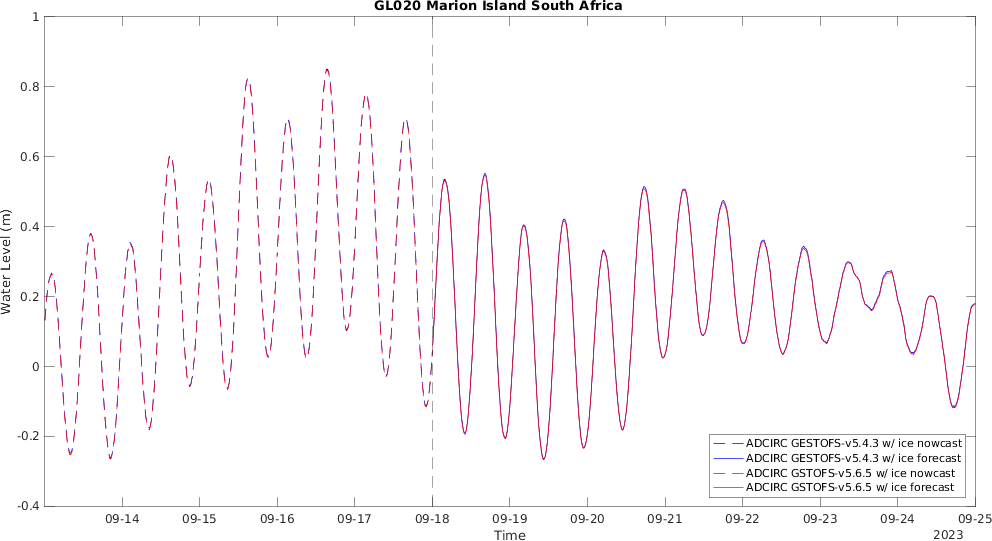 GL020 Marion Island South Africa
Water Level (m)
1
0.8
0.6
0.4
0.2
0
-0.2
-0.4
ADCIRC GESTOFS-v5.4.3 w/ ice nowcast
ADCIRC GESTOFS-v5.4.3 w/ ice forecast
ADCIRC GSTOFS-v5.6.5 w/ ice nowcast
ADCIRC GSTOFS-v5.6.5 w/ ice forecast
09-14 09-15 09-16 09-17 09-18 09-19 09-20 09-21 09-22 09-23 09-24 09-25
Time
2023